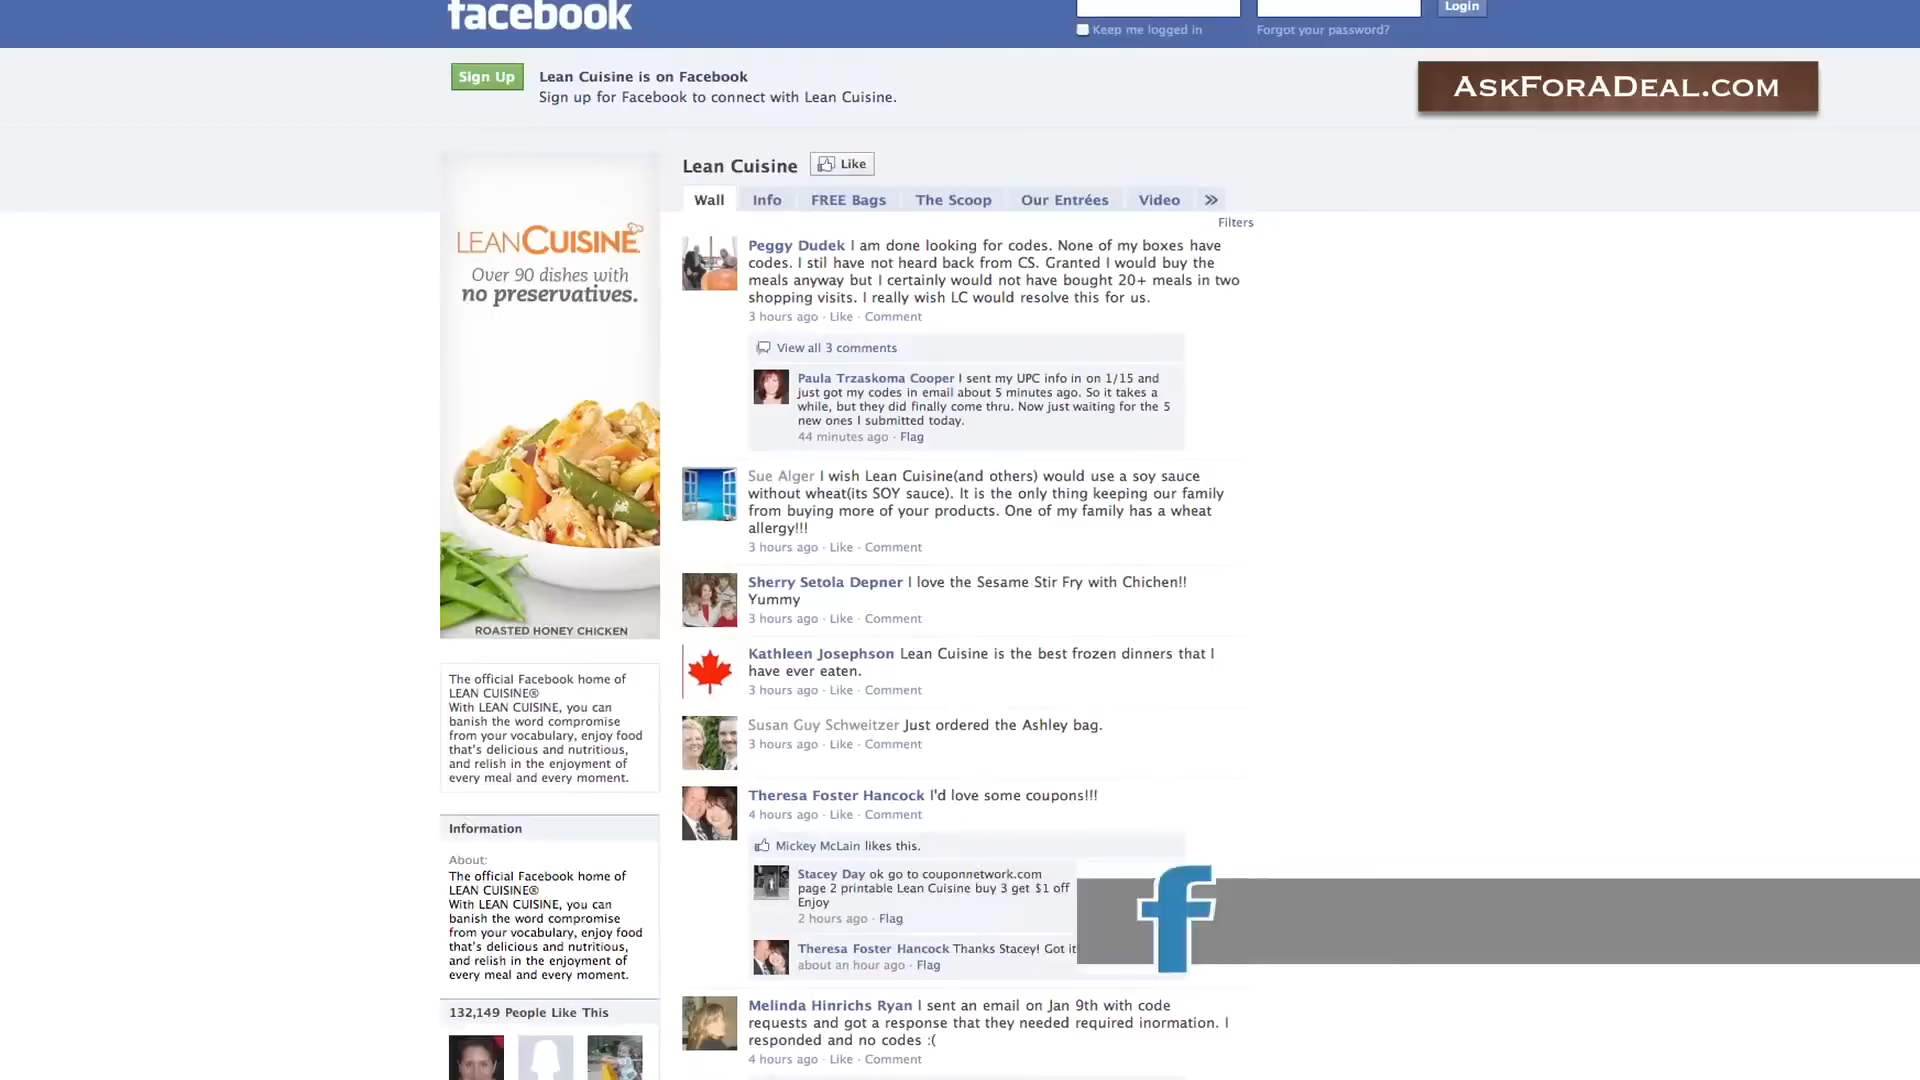 facebook
Login
Keep me logged in
Forgot your password?
Sign Up
Lean Cuisine is on Facebook
Sign up for Facebook to connect with Lean Cuisine.
AskForADeal.com
LEAN CUISINE
Over 90 dishes with
no preservatives.
ROASTED HONEY CHICKEN
The official Facebook home of
LEAN CUISINE®
With LEAN CUISINE, you can
banish the word compromise
from your vocabulary, enjoy food
that's delicious and nutritious,
and relish in the enjoyment of
every meal and every moment.
Information
About:
The official Facebook home of
LEAN CUISINE®
With LEAN CUISINE, you can
banish the word compromise
from your vocabulary, enjoy food
that's delicious and nutritious,
and relish in the enjoyment of
every meal and every moment.
132,149 People Like This
Lean Cuisine Like
Wall Info FREE Bags The Scoop Our Entrées Video »
Filters
Peggy Dudek I am done looking for codes. None of my boxes have
codes. I stil have not heard back from CS. Granted I would buy the
meals anyway but I certainly would not have bought 20+ meals in two
shopping visits. I really wish LC would resolve this for us.
3 hours ago · Like · Comment
View all 3 comments
Paula Trzaskoma Cooper I sent my UPC info in on 1/15 and
just got my codes in email about 5 minutes ago. So it takes a
while, but they did finally come thru. Now just waiting for the 5
new ones I submitted today.
44 minutes ago · Flag
Sue Alger I wish Lean Cuisine(and others) would use a soy sauce
without wheat(its SOY sauce). It is the only thing keeping our family
from buying more of your products. One of my family has a wheat
allergy!!!
3 hours ago · Like · Comment
Sherry Setola Depner I love the Sesame Stir Fry with Chichen!!
Yummy
3 hours ago · Like · Comment
Kathleen Josephson Lean Cuisine is the best frozen dinners that I
have ever eaten.
3 hours ago · Like · Comment
Susan Guy Schweitzer Just ordered the Ashley bag.
3 hours ago · Like · Comment
Theresa Foster Hancock I'd love some coupons!!!
4 hours ago · Like · Comment
Mickey McLain likes this.
Stacey Day ok go to couponnetwork.com
page 2 printable Lean Cuisine buy 3 get $1 off
Enjoy
2 hours ago · Flag
Theresa Foster Hancock Thanks Stacey! Got it
about an hour ago · Flag
f
Melinda Hinrichs Ryan I sent an email on Jan 9th with code
requests and got a response that they needed required inormation. I
responded and no codes :(
4 hours ago · Like · Comment